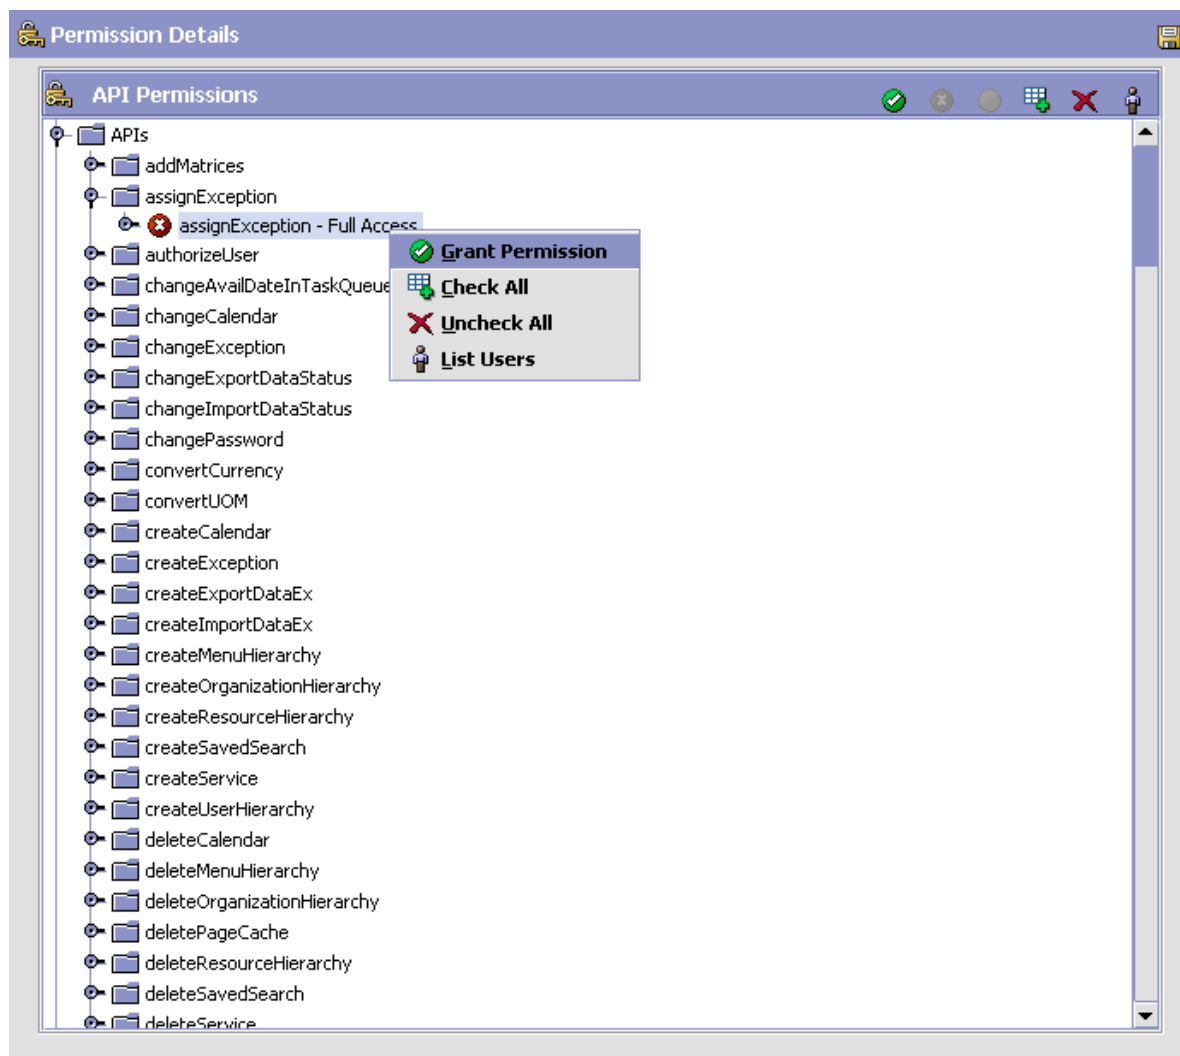 Permission Details
API Permissions
APIs
addMatrices
assignException
assignException - Full Access
authorizeUser
Grant Permission
changeAvailDateInTaskQueue
Check All
changeCalendar
Uncheck All
changeException
List Users
changeExportDataStatus
changeImportDataStatus
changePassword
convertCurrency
convertUOM
createCalendar
createException
createExportDataEx
createImportDataEx
createMenuHierarchy
createOrganizationHierarchy
createResourceHierarchy
createSavedSearch
createService
createUserHierarchy
deleteCalendar
deleteMenuHierarchy
deleteOrganizationHierarchy
deletePageCache
deleteResourceHierarchy
deleteSavedSearch
deleteService